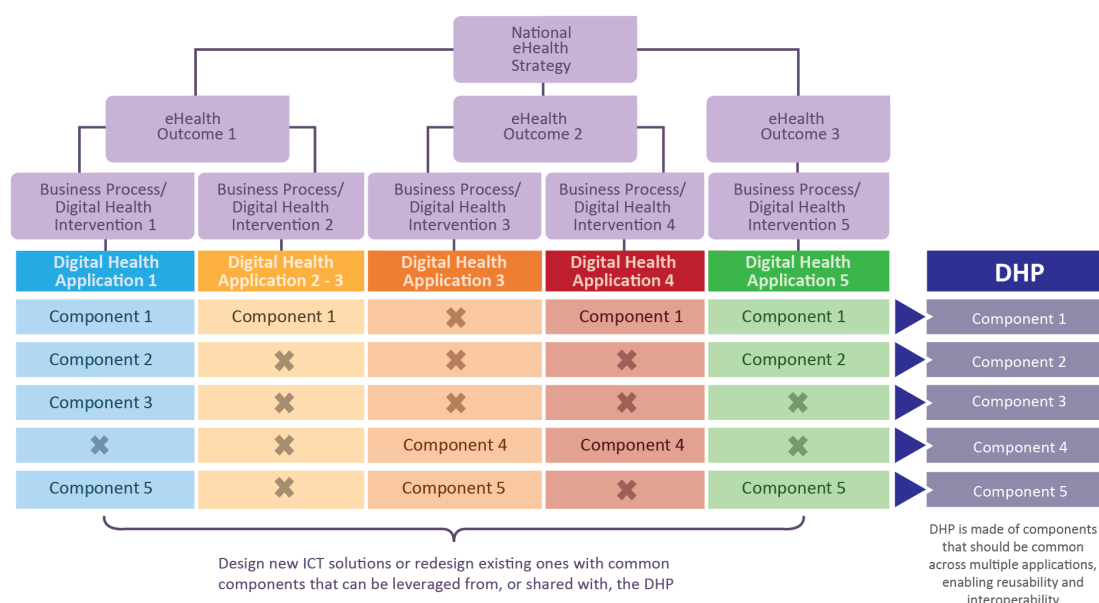 National
eHealth
Strategy
eHealth
Outcome 1
eHealth
Outcome 2
eHealth
Outcome 3
Business Process/
Digital Health
Intervention 1
Business Process/
Digital Health
Intervention 2
Business Process/
Digital Health
Intervention 3
Business Process/
Digital Health
Intervention 4
Business Process/
Digital Health
Intervention 5
Digital Health
Application 1
Digital Health
Application 2 - 3
Digital Health
Application 3
Digital Health
Application 4
Digital Health
Application 5
DHP
Component 1
Component 1
Component 1
Component 1
Component 1
Component 2
Component 2
Component 2
Component 3
Component 3
Component 4
Component 4
Component 4
Component 5
Component 5
Component 5
Component 5
Design new ICT solutions or redesign existing ones with common
components that can be leveraged from, or shared with, the DHP
DHP is made of components
that should be common
across multiple applications,
enabling reusability and
interoperability